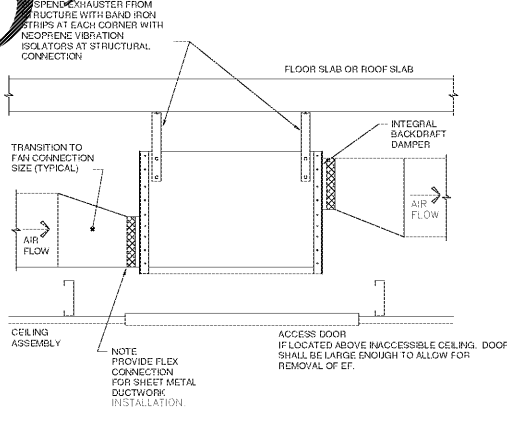 SPEND EXHAUSTER FROM
STRUCTURE WITH BAND IRON
STRIPS AT EACH CORNER WITH
NEOPRENE VIBRATION
ISOLATORS AT STRUCTURAL
CONNECTION
FLOOR SLAB OR ROOF SLAB
INTEGRAL
BACKDRAFT
DAMPER
TRANSITION TO
FAN CONNECTION
SIZE (TYPICAL)
AIR
FLOW
AIR
FLOW
CEILING
ASSEMBLY
NOTE
PROVIDE FLEX
CONNECTION
FOR SHEET METAL
DUCTWORK
INSTALLATION.
ACCESS DOOR
IF LOCATED ABOVE INACCESSIBLE CEILING, DOOF
SHALL BE LARGE ENOUGH TO ALLOW FOR
REMOVAL OF EF.